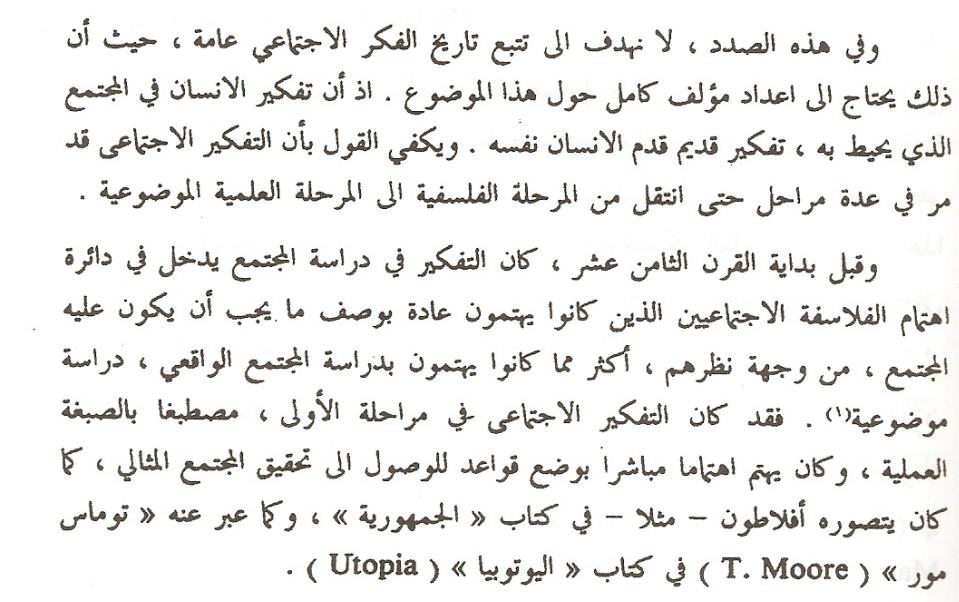 وفي هذه الصدد ، لا نهدف الى تتبع تاريخ الفكر الاجتماعي عامة ، حيث أن
ذلك يحتاج الى اعداد مؤلف كامل حول هذا الموضوع . اذ أن تفكير الانسان في المجتمع
الذي يحيط به ، تفكير قديم قدم الانسان نفسه . ويكفي القول بأن التفكير الاجتماعى قد
مر في عدة مراحل حتى انتقل من المرحلة الفلسفية الى المرحلة العلمية الموضوعية .
وقبل بداية القرن الثامن عشر ، كان التفكير في دراسة المجتمع يدخل في دائرة
اهتمام الفلاسفة الاجتماعيين الذين كانوا يهتمون عادة بوصف ما يجب أن يكون عليه
المجتمع ، من وجهة نظرهم ، أكثر مما كانوا يهتمون بدراسة المجتمع الواقعي ، دراسة
موضوعية(١) . فقد كان التفكير الاجتماعى في مراحلة الأولى ، مصطبغا بالصبغة
العملية ، وكان يهتم اهتماما مباشرا بوضع قواعد للوصول الى تحقيق المجتمع المثالي ، كما
كان يتصوره أفلاطون – مثلا – في كتاب « الجمهورية » ، وكما عبر عنه « توماس
مور » ( T. Moore ) في كتاب « اليوتوبيا » ( Utopia ) .